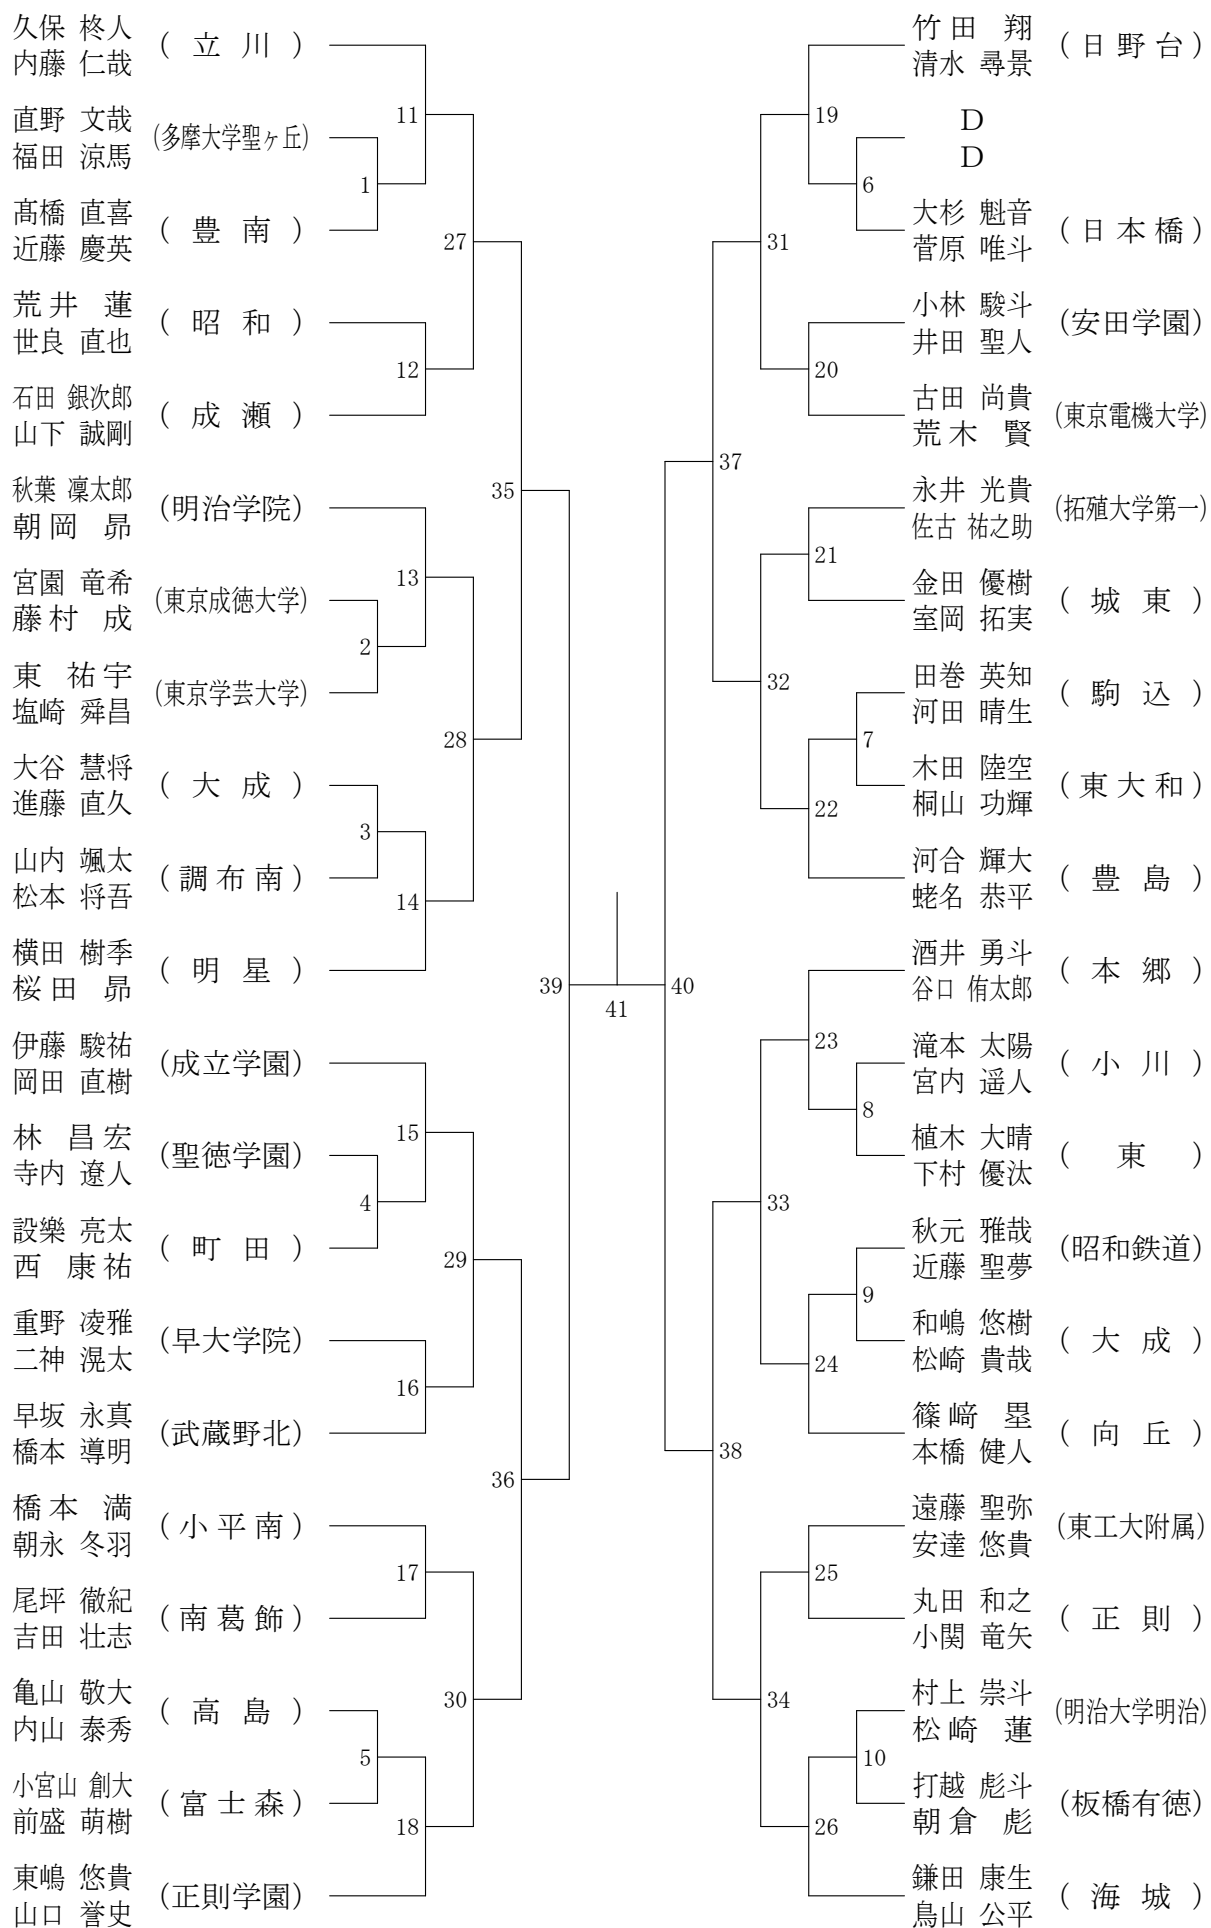 久保 柊人
内藤 仁哉
( 立 川 )
直野 文哉
福田 涼馬
(多摩大学聖ヶ丘)
髙橋 直喜
近藤 慶英
( 豊 南 )
荒井 蓮
世良 直也
( 昭 和 )
石田 銀次郎
山下 誠剛
( 成 瀬 )
秋葉 凜太郎
朝岡 昴
(明治学院)
宮園 竜希
藤村 成
(東京成徳大学)
東 祐宇
塩崎 舜昌
(東京学芸大学)
大谷 慧将
進藤 直久
( 大 成 )
山内 颯太
松本 将吾
( 調 布 南 )
横田 樹季
桜田 昴
( 明 星 )
伊藤 駿祐
岡田 直樹
(成立学園)
林 昌宏
寺内 遼人
(聖徳学園)
設樂 亮太
西 康祐
( 町 田 )
重野 凌雅
二神 滉太
(早大学院)
早坂 永真
橋本 導明
(武蔵野北)
橋本 満
朝永 冬羽
( 小 平 南 )
尾坪 徹紀
吉田 壮志
( 南 葛 飾 )
亀山 敬大
内山 泰秀
( 高 島 )
小宮山 創大
前盛 萌樹
( 富 士 森 )
東嶋 悠貴
山口 誉史
(正則学園)
1
2
3
4
5
11
12
13
14
15
16
17
18
27
28
29
30
35
36
39
41
40
37
38
31
32
33
34
19
20
21
22
23
24
25
26
6
7
8
9
10
竹田 翔
清水 尋景
( 日 野 台 )
D
D
大杉 魁音
菅原 唯斗
( 日 本 橋 )
小林 駿斗
井田 聖人
(安田学園)
古田 尚貴
荒木 賢
(東京電機大学)
永井 光貴
佐古 祐之助
(拓殖大学第一)
金田 優樹
室岡 拓実
( 城 東 )
田巻 英知
河田 晴生
( 駒 込 )
木田 陸空
桐山 功輝
( 東 大 和 )
河合 輝大
蛯名 恭平
( 豊 島 )
酒井 勇斗
谷口 侑太郎
( 本 郷 )
滝本 太陽
宮内 遥人
( 小 川 )
植木 大晴
下村 優汰
( 東 )
秋元 雅哉
近藤 聖夢
(昭和鉄道)
和嶋 悠樹
松崎 貴哉
( 大 成 )
篠﨑 塁
本橋 健人
( 向 丘 )
遠藤 聖弥
安達 悠貴
(東工大附属)
丸田 和之
小関 竜矢
( 正 則 )
村上 崇斗
松崎 蓮
(明治大学明治)
打越 彪斗
朝倉 彪
(板橋有徳)
鎌田 康生
鳥山 公平
( 海 城 )